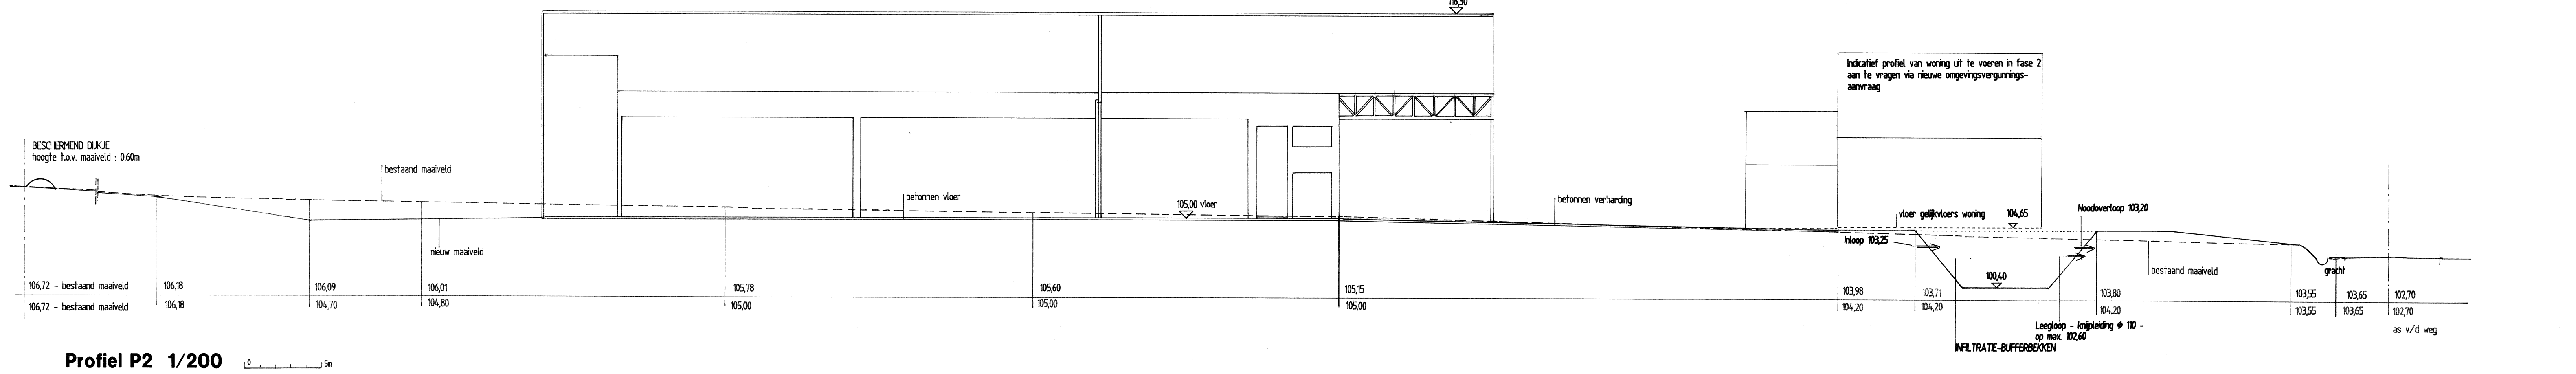 118,50
Indicatief profiel van woning uit te voeren in fase 2
aan te vragen via nieuwe omgevingsvergunnings-
aanvraag
BESCHERMEND DIJKJE
hoogte t.o.v. maaiveld : 0.60m
bestaand maaiveld
betonnen vloer
105,00 vloer
betonnen verharding
vloer gelijkvloers woning
104,65
Noodoverloop 103,20
Inloop 103,25
nieuw maaiveld
100,40
bestaand maaiveld
gracht
106,72 - bestaand maaiveld
106,18
106,09
106,01
105,78
105,60
105,15
103,98
103,71
103,80
103,55
103,65
102,70
106,72 - bestaand maaiveld
106,18
104,70
104,80
105,00
105,00
105,00
104,20
104,20
104.20
103,55
103,65
102,70
as v/d weg
Leegloop - knijpleiding ϕ 110 -
op max. 102,60
INFILTRATIE-BUFFERBEKKEN
Profiel P2 1/200
0 5m